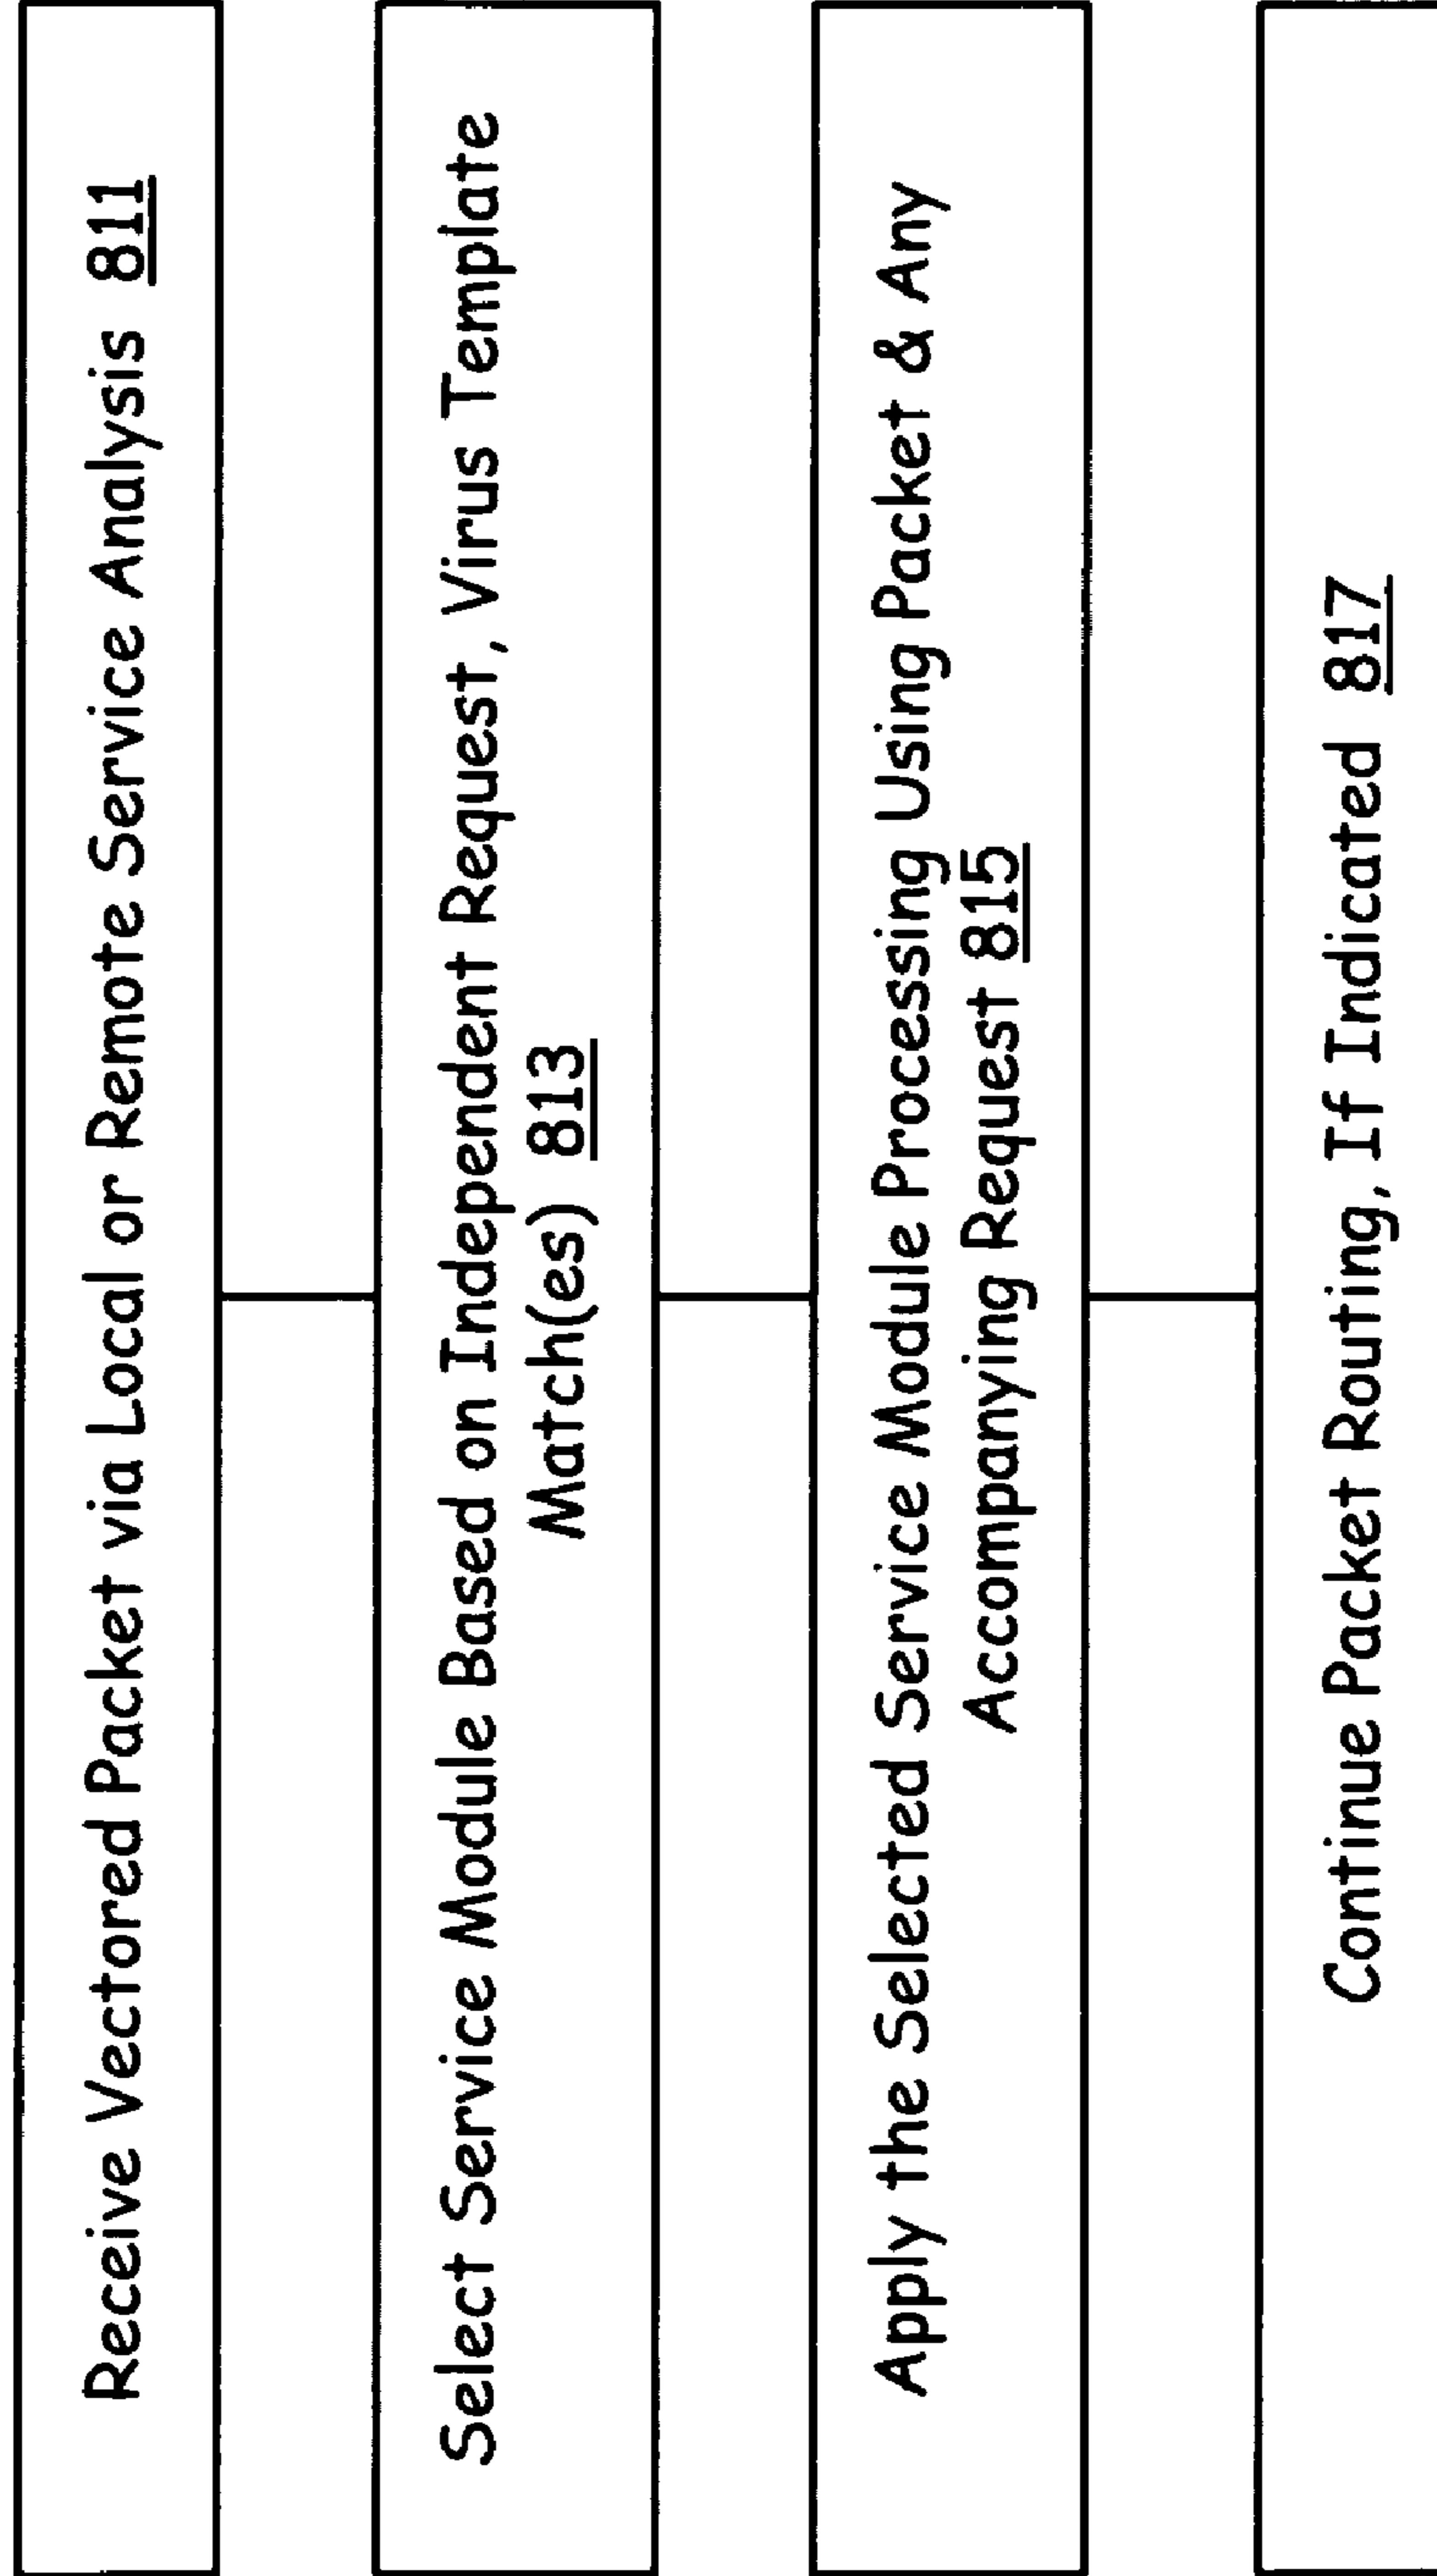 Receive Vectored Packet via Local or Remote Service Analysis 811
Select Service Module Based on Independent Request, Virus Template
Match(es) 813
Apply the Selected Service Module Processing Using Packet & Any
Accompanying Request 815
Continue Packet Routing, If Indicated 817